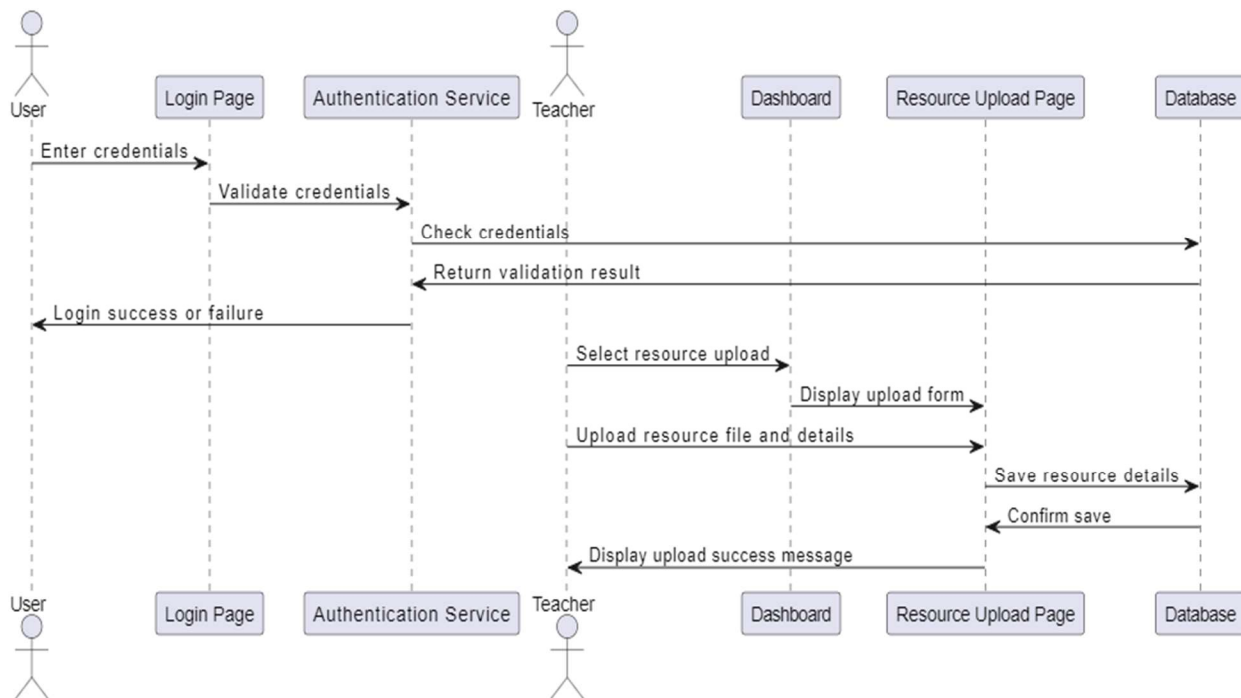 User
Login Page
Authentication Service
Teacher
Dashboard
Resource Upload Page
Database
Enter credentials
Validate credentials
Check credentials
Return validation result
Login success or failure
Select resource upload
Display upload form
Upload resource file and details
Save resource details
Confirm save
Display upload success message
User
Login Page
Authentication Service
Teacher
Dashboard
Resource Upload Page
Database